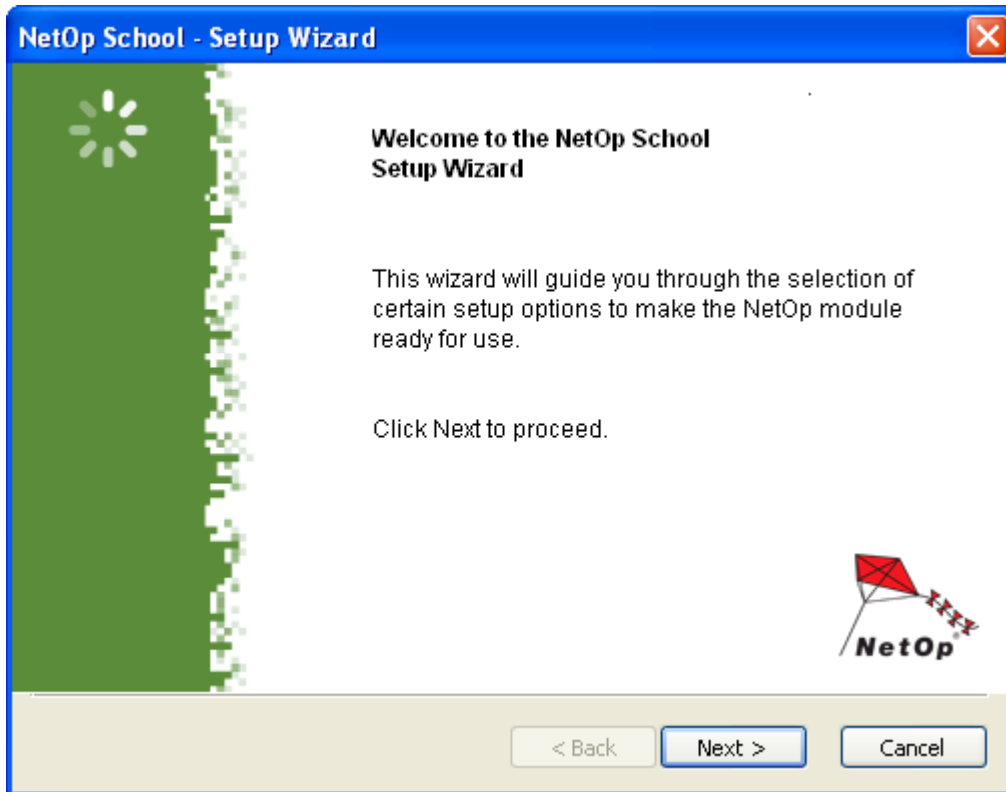 NetOp School - Setup Wizard
Welcome to the NetOp School
Setup Wizard
This wizard will guide you through the selection of
certain setup options to make the NetOp module
ready for use.
Click Next to proceed.
NetOp®
< Back
Next >
Cancel